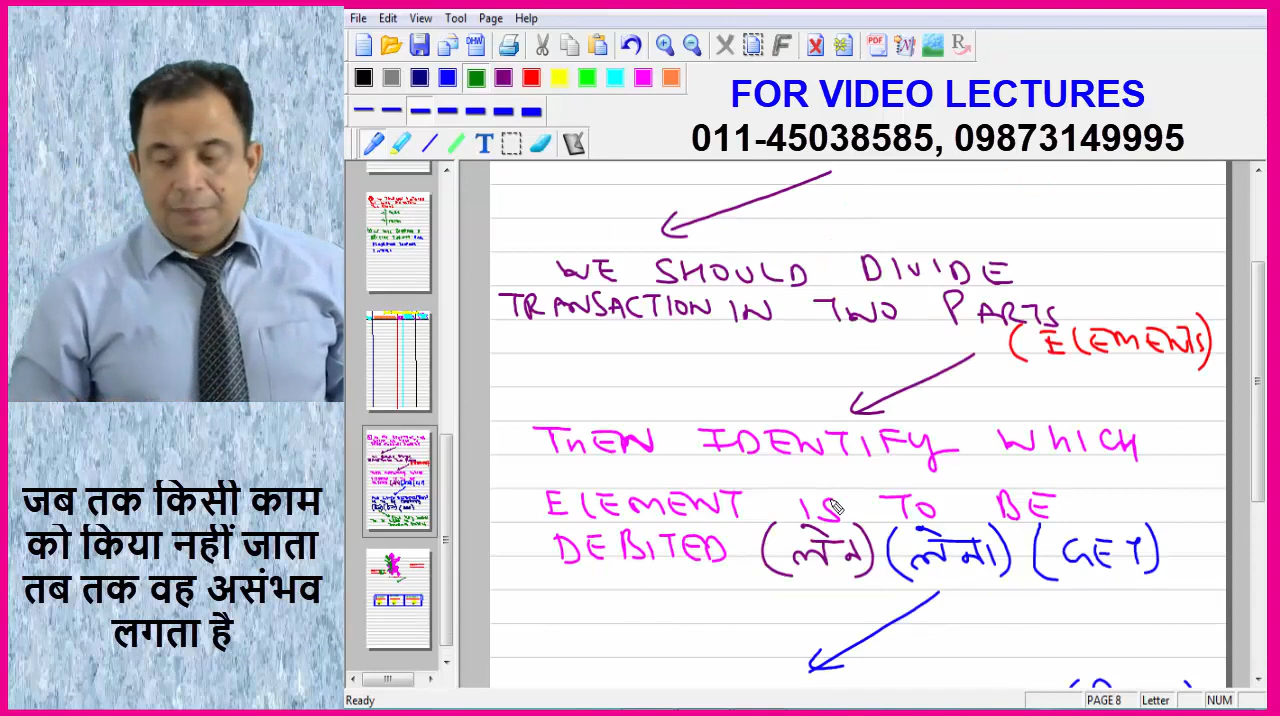 File Edit View Tool Page Help
FOR VIDEO LECTURES
011-45038585, 09873149995
WE SHOULD DIVIDE
TRANSACTION IN TWO PARTS
(ELEMENTS)
THEN IDENTIFY WHICH
ELEMENT IS TO BE
DEBITED (लेन) (लेना) (GET)
जब तक किसी काम
को किया नहीं जाता
तब तक वह असंभव
लगता है
Ready PAGE 8 Letter NUM